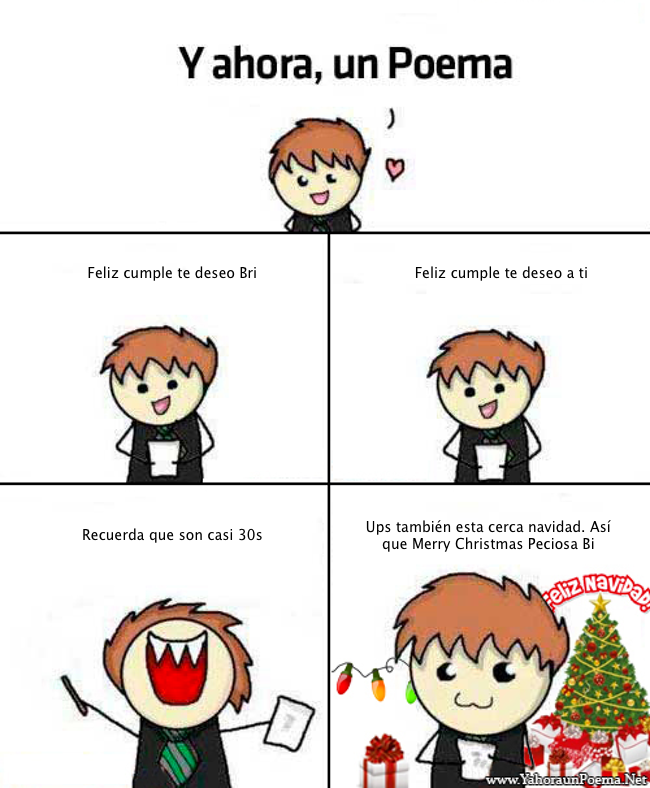 Y ahora, un Poema
Feliz cumple te deseo Bri
Feliz cumple te deseo a ti
Recuerda que son casi 30s
Ups también esta cerca navidad. Así
que Merry Christmas Peciosa Bi
FELIZ NAVIDAD!
www.YahoraunPoema.Net